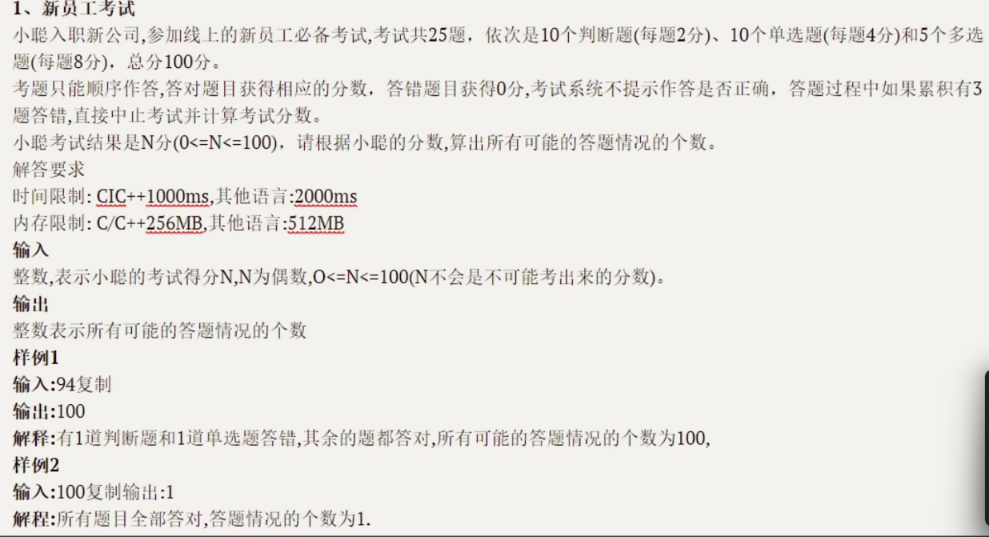 1、新员工考试
小聪入职新公司,参加线上的新员工必备考试,考试共25题，依次是10个判断题(每题2分)、10个单选题(每题4分)和5个多选
题(每题8分)，总分100分。
考题只能顺序作答,答对题目获得相应的分数，答错题目获得0分,考试系统不提示作答是否正确，答题过程中如果累积有3
题答错,直接中止考试并计算考试分数。
小聪考试结果是N分(0<=N<=100)，请根据小聪的分数,算出所有可能的答题情况的个数。
解答要求
时间限制: CIC++1000ms,其他语言:2000ms
内存限制: C/C++256MB,其他语言:512MB
输入
整数,表示小聪的考试得分N,N为偶数,O<=N<=100(N不会是不可能考出来的分数)。
输出
整数表示所有可能的答题情况的个数
样例1
输入:94复制
输出:100
解释:有1道判断题和1道单选题答错,其余的题都答对,所有可能的答题情况的个数为100,
样例2
输入:100复制输出:1
解程:所有题目全部答对,答题情况的个数为1.